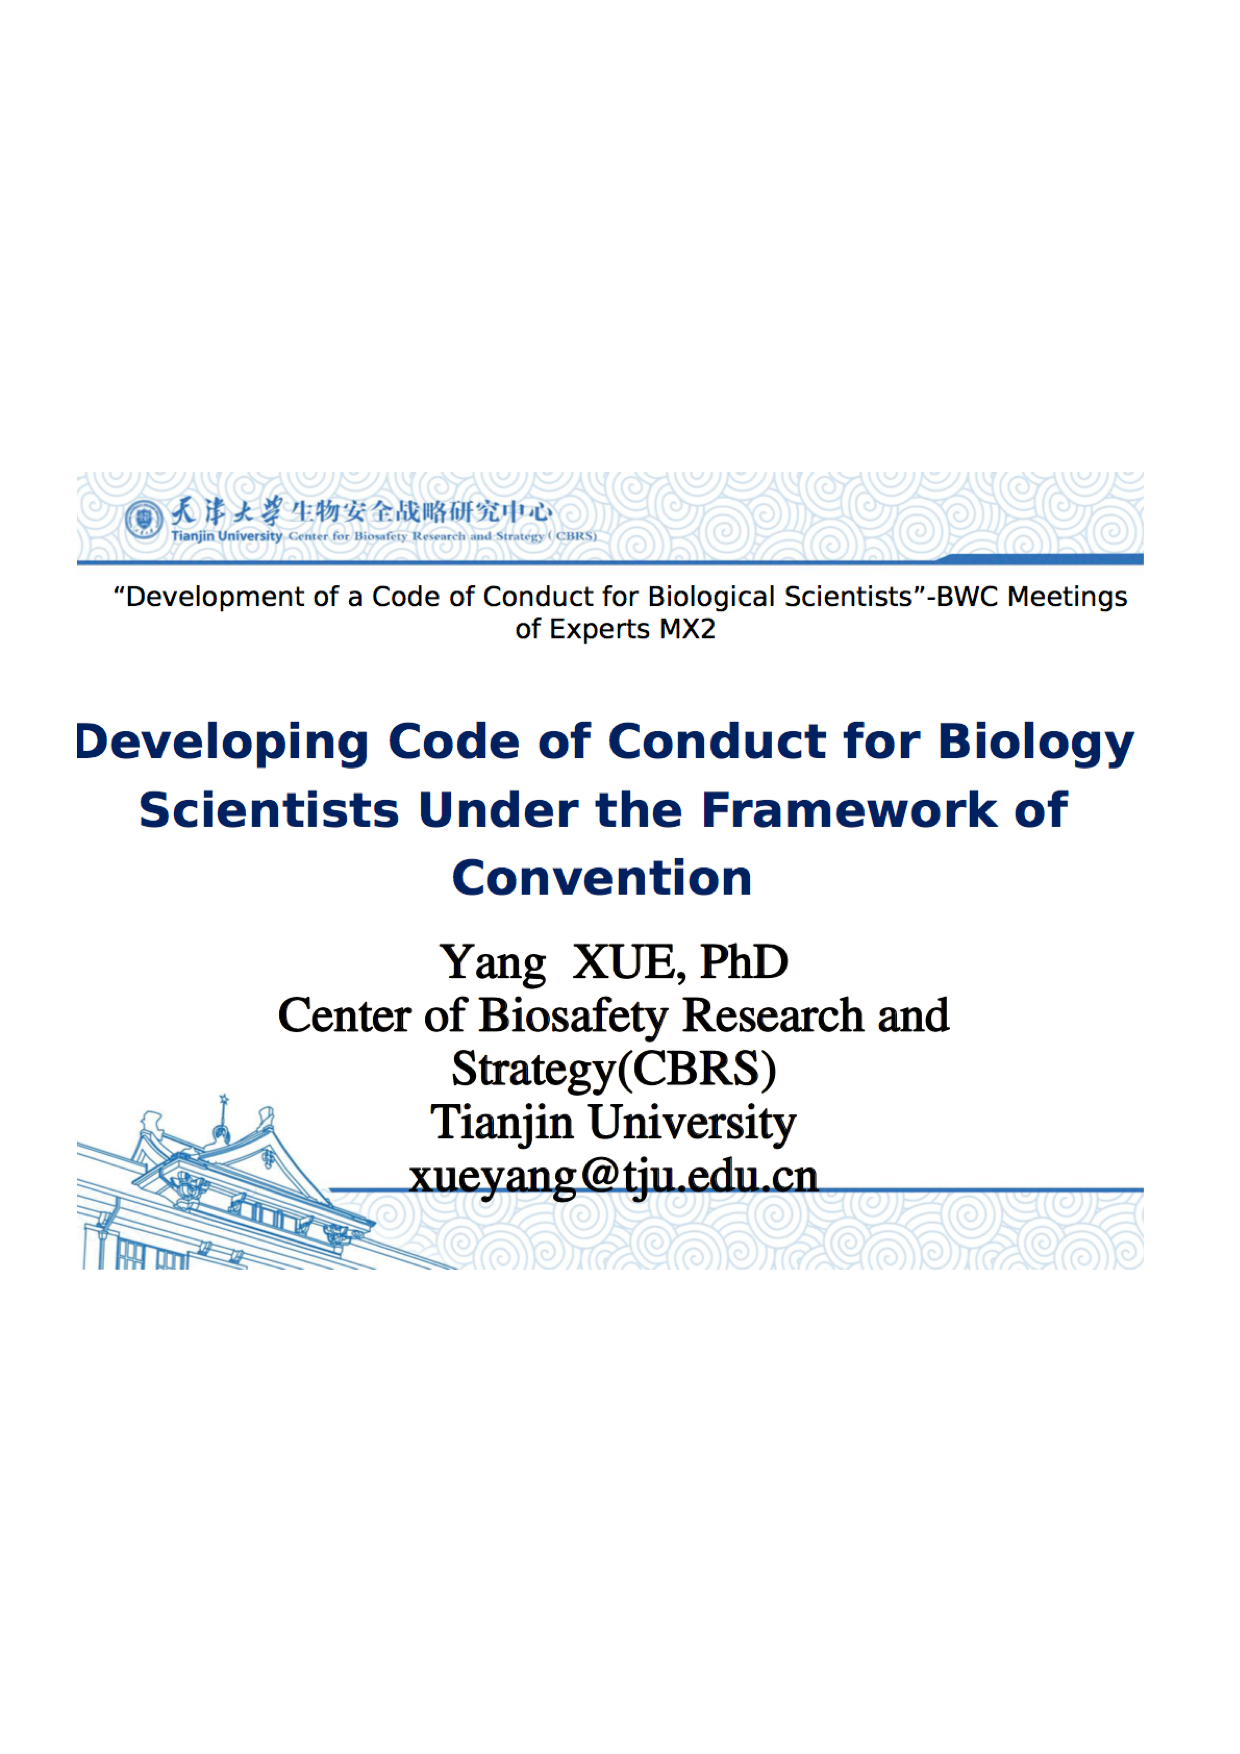 天津大学 生物安全战略研究中心
Tianjin University Center for Biosafety Research and Strategy ( CBRS)
“Development of a Code of Conduct for Biological Scientists”-BWC Meetings
of Experts MX2
Developing Code of Conduct for Biology
Scientists Under the Framework of
Convention
Yang XUE, PhD
Center of Biosafety Research and
Strategy(CBRS)
Tianjin University
xueyang@tju.edu.cn